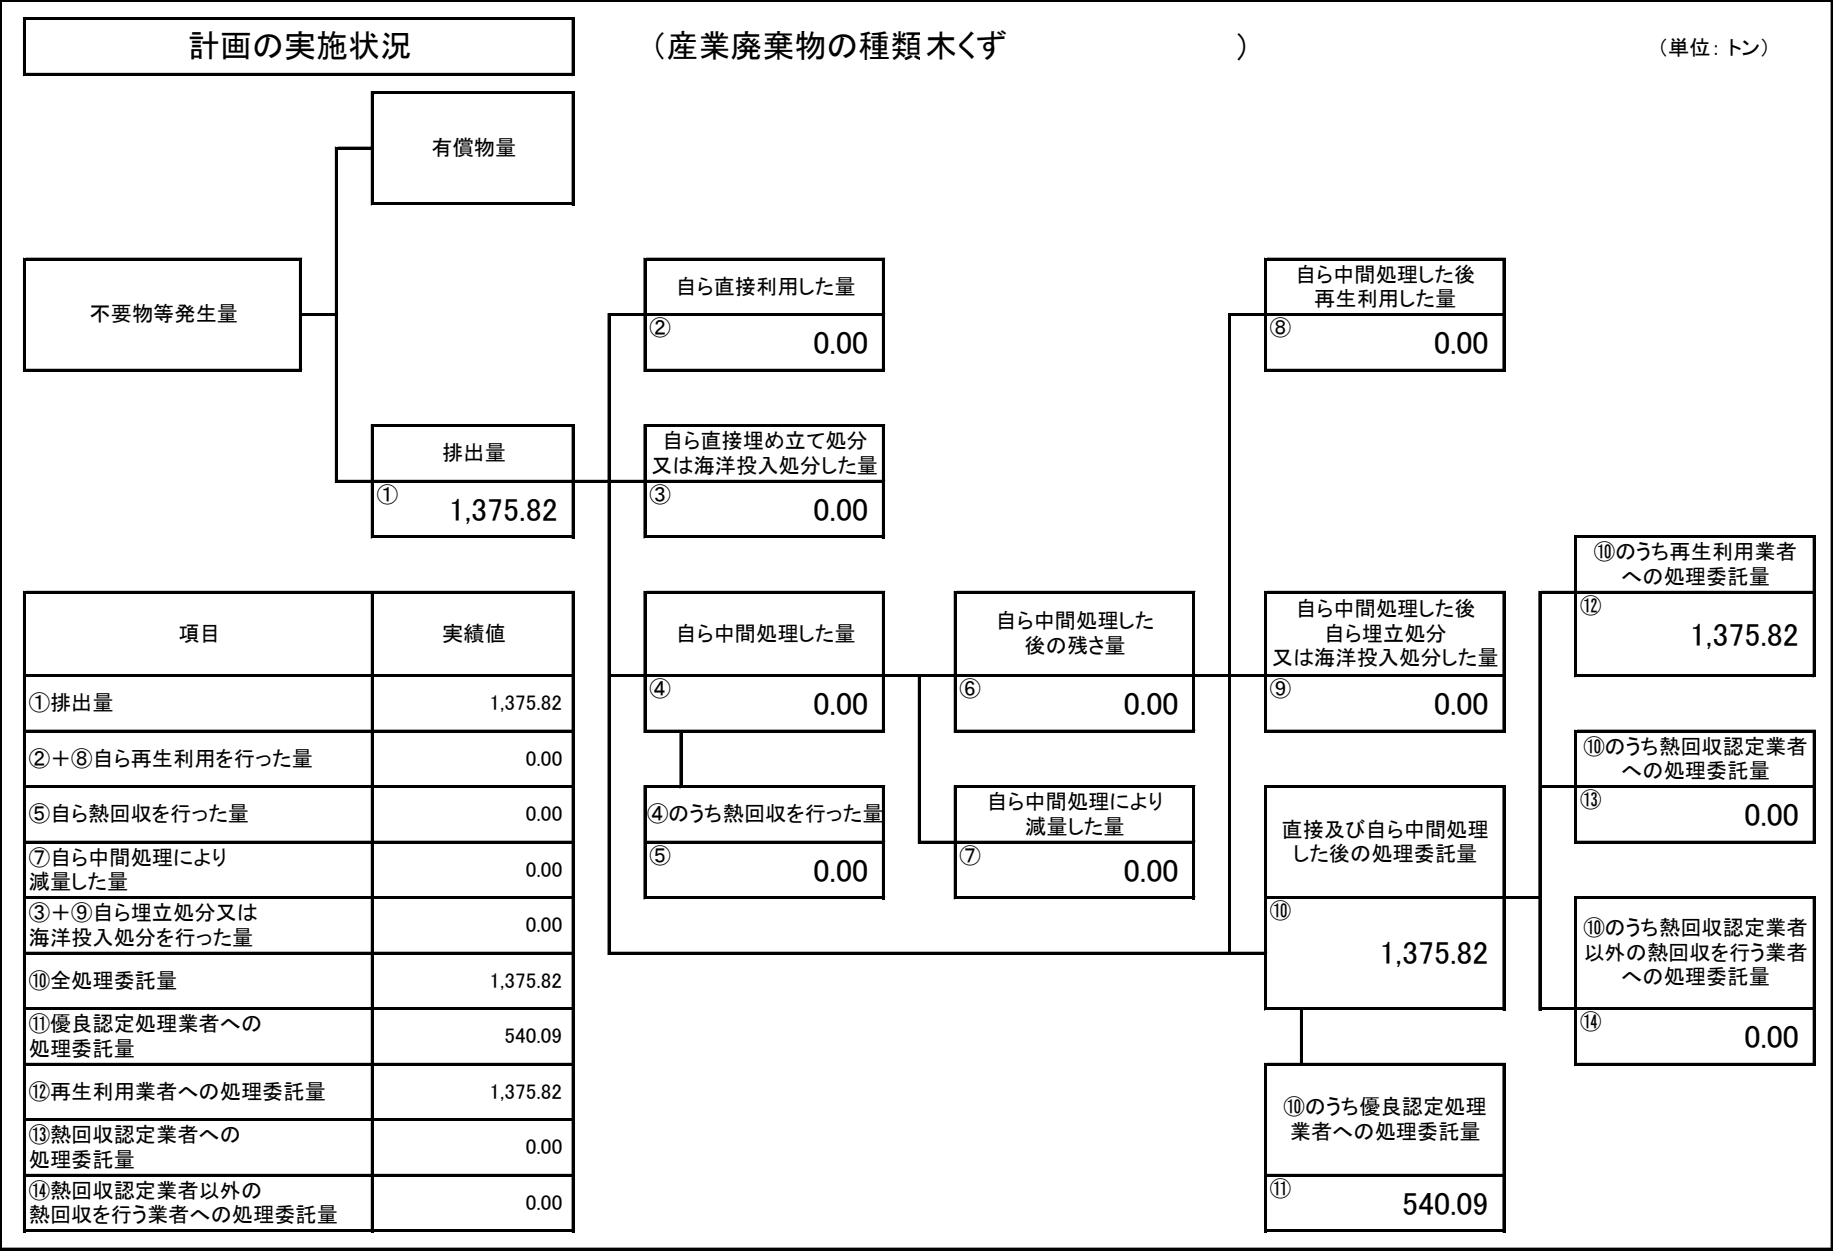 計画の実施状況
（産業廃棄物の種類 木くず ）
（単位：トン）
有償物量
不要物等発生量
自ら直接利用した量
②
0.00
自ら中間処理した後
再生利用した量
⑧
0.00
排出量
①
1,375.82
自ら直接埋め立て処分
又は海洋投入処分した量
③
0.00
⑩のうち再生利用業者
への処理委託量
⑫
1,375.82
自ら中間処理した量
④
0.00
自ら中間処理した
後の残さ量
⑥
0.00
自ら中間処理した後
自ら埋立処分
又は海洋投入処分した量
⑨
0.00
⑩のうち熱回収認定業者
への処理委託量
⑬
0.00
④のうち熱回収を行った量
⑤
0.00
自ら中間処理により
減量した量
⑦
0.00
直接及び自ら中間処理
した後の処理委託量
⑩
1,375.82
⑩のうち熱回収認定業者
以外の熱回収を行う業者
への処理委託量
⑭
0.00
⑩のうち優良認定処理
業者への処理委託量
⑪
540.09
項目 実績値
①排出量 1,375.82
②＋⑧自ら再生利用を行った量 0.00
⑤自ら熱回収を行った量 0.00
⑦自ら中間処理により
減量した量 0.00
③＋⑨自ら埋立処分又は
海洋投入処分を行った量 0.00
⑩全処理委託量 1,375.82
⑪優良認定処理業者への
処理委託量 540.09
⑫再生利用業者への処理委託量 1,375.82
⑬熱回収認定業者への
処理委託量 0.00
⑭熱回収認定業者以外の
熱回収を行う業者への処理委託量 0.00